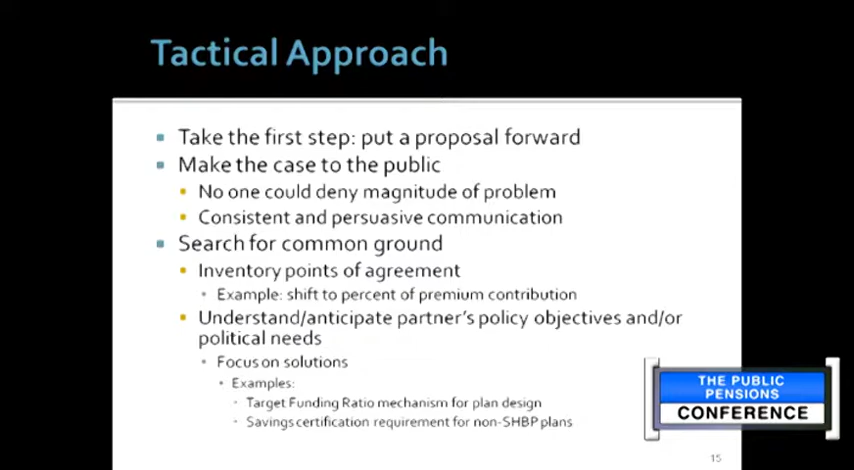 Tactical Approach
Take the first step: put a proposal forward
Make the case to the public
No one could deny magnitude of problem
Consistent and persuasive communication
Search for common ground
Inventory points of agreement
Example: shift to percent of premium contribution
Understand/anticipate partner's policy objectives and/or
political needs
Focus on solutions
Examples:
Target Funding Ratio mechanism for plan design
Savings certification requirement for non-SHBP plans
THE PUBLIC
PENSIONS
CONFERENCE
15